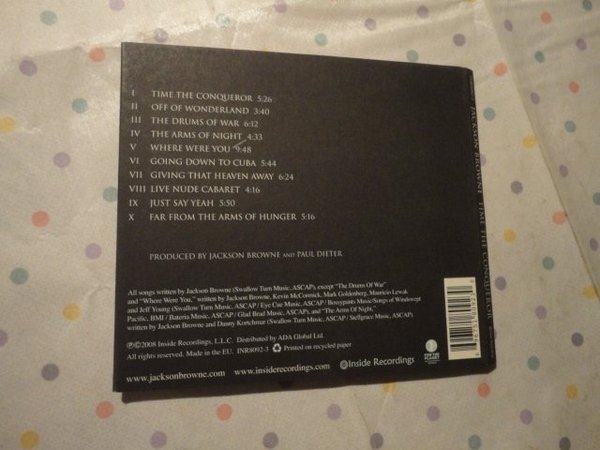 I TIME THE CONQUEROR 5:26
II OFF OF WONDERLAND 3:40
III THE DRUMS OF WAR 6:12
IV THE ARMS OF NIGHT 4:33
V WHERE WERE YOU 9:48
VI GOING DOWN TO CUBA 5:44
VII GIVING THAT HEAVEN AWAY 6:24
VIII LIVE NUDE CABARET 4:16
IX JUST SAY YEAH 5:50
X FAR FROM THE ARMS OF HUNGER 5:16
PRODUCED BY JACKSON BROWNE AND PAUL DIETER
All songs written by Jackson Browne (Swallow Turn Music, ASCAP), except "The Drums Of War"
and "Where Were You," written by Jackson Browne, Kevin McCormick, Mark Goldenberg, Mauricio Lewak
and Jeff Young (Swallow Turn Music, ASCAP / Eye Cue Music, ASCAP / Bossypants Music/Songs of Windswept
Pacific, BMI / Bateria Music, ASCAP / Glad Brad Music, ASCAP), and "The Arms Of Night,"
written by Jackson Browne and Danny Kortchmar (Swallow Turn Music, ASCAP / Stellgrace Music, ASCAP)
℗©2008 Inside Recordings, L.L.C. Distributed by ADA Global Ltd.
All rights reserved. Made in the EU. INR8092-3 Printed on recycled paper
www.jacksonbrowne.com www.insiderecordings.com Inside Recordings
JACKSON BROWNE TIME THE CONQUEROR